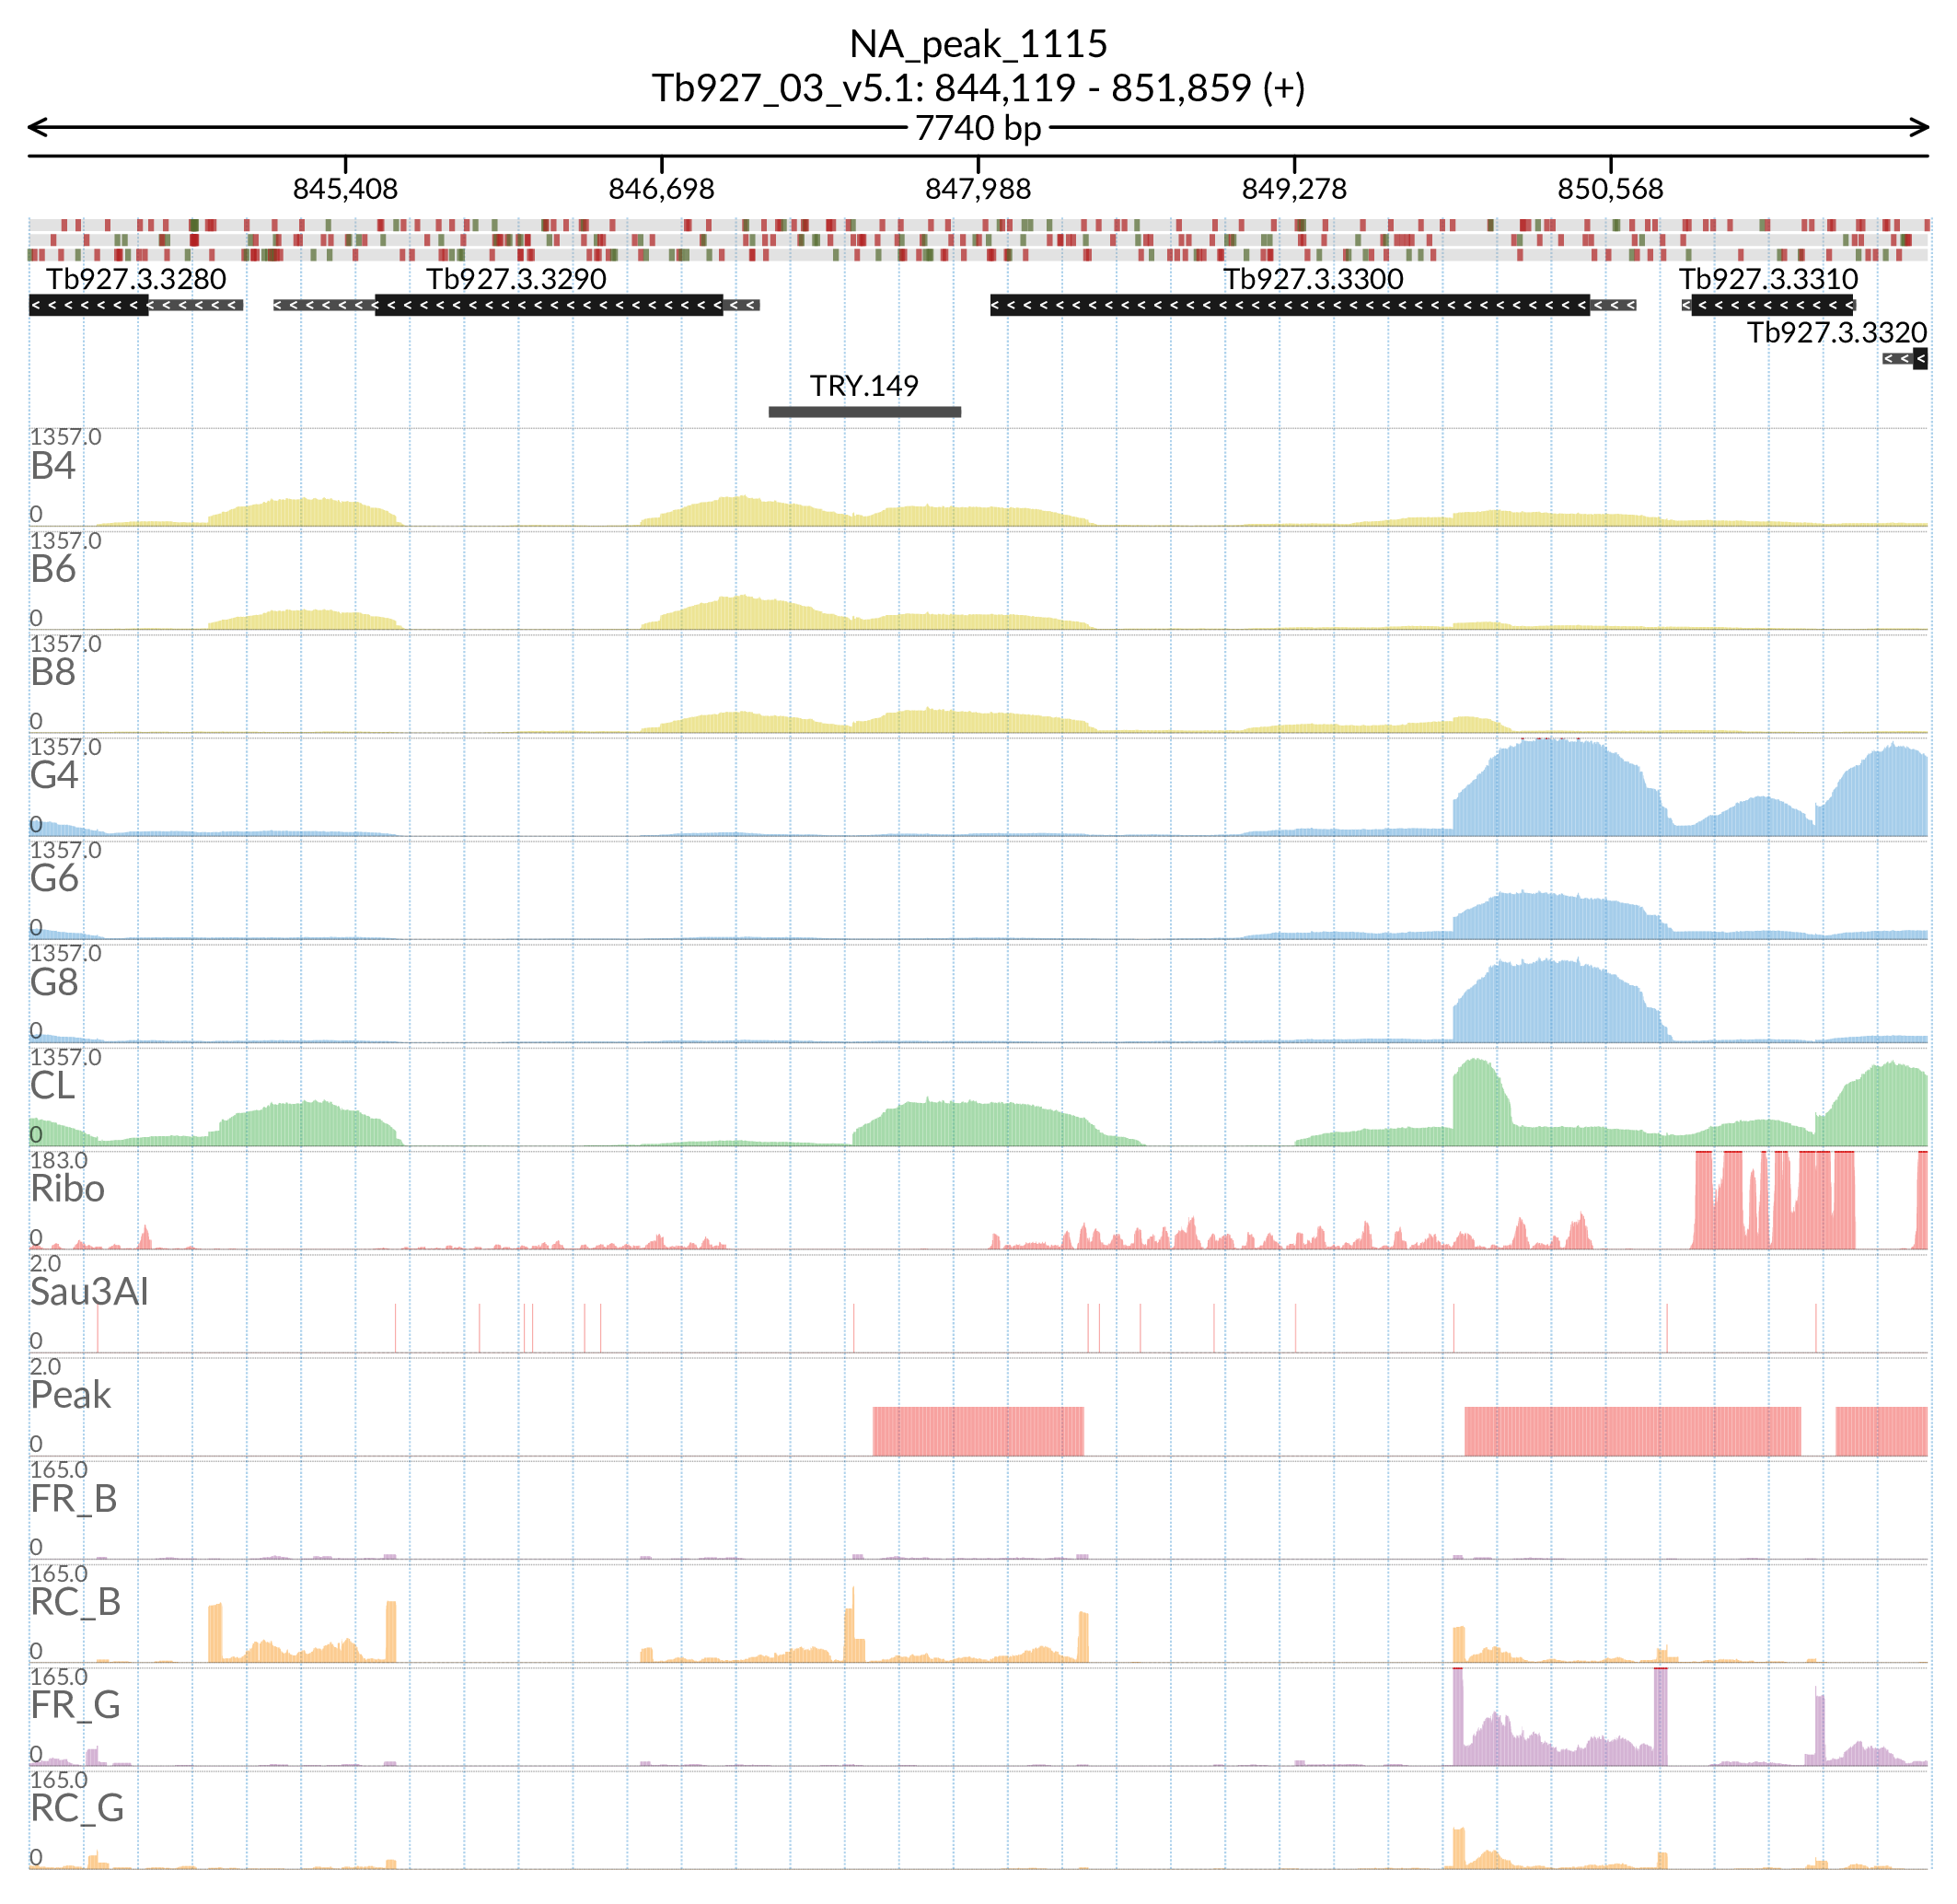 NA_peak_1115
Tb927_03_v5.1: 844,119 - 851,859 (+)
7740 bp
845,408 846,698 847,988 849,278 850,568
Tb927.3.3280 Tb927.3.3290 Tb927.3.3300 Tb927.3.3310
Tb927.3.3320
TRY.149
1357.0
B4
0
1357.0
B6
0
1357.0
B8
0
1357.0
G4
0
1357.0
G6
0
1357.0
G8
0
1357.0
CL
0
183.0
Ribo
0
2.0
Sau3AI
0
2.0
Peak
0
165.0
FR_B
0
165.0
RC_B
0
165.0
FR_G
0
165.0
RC_G
0